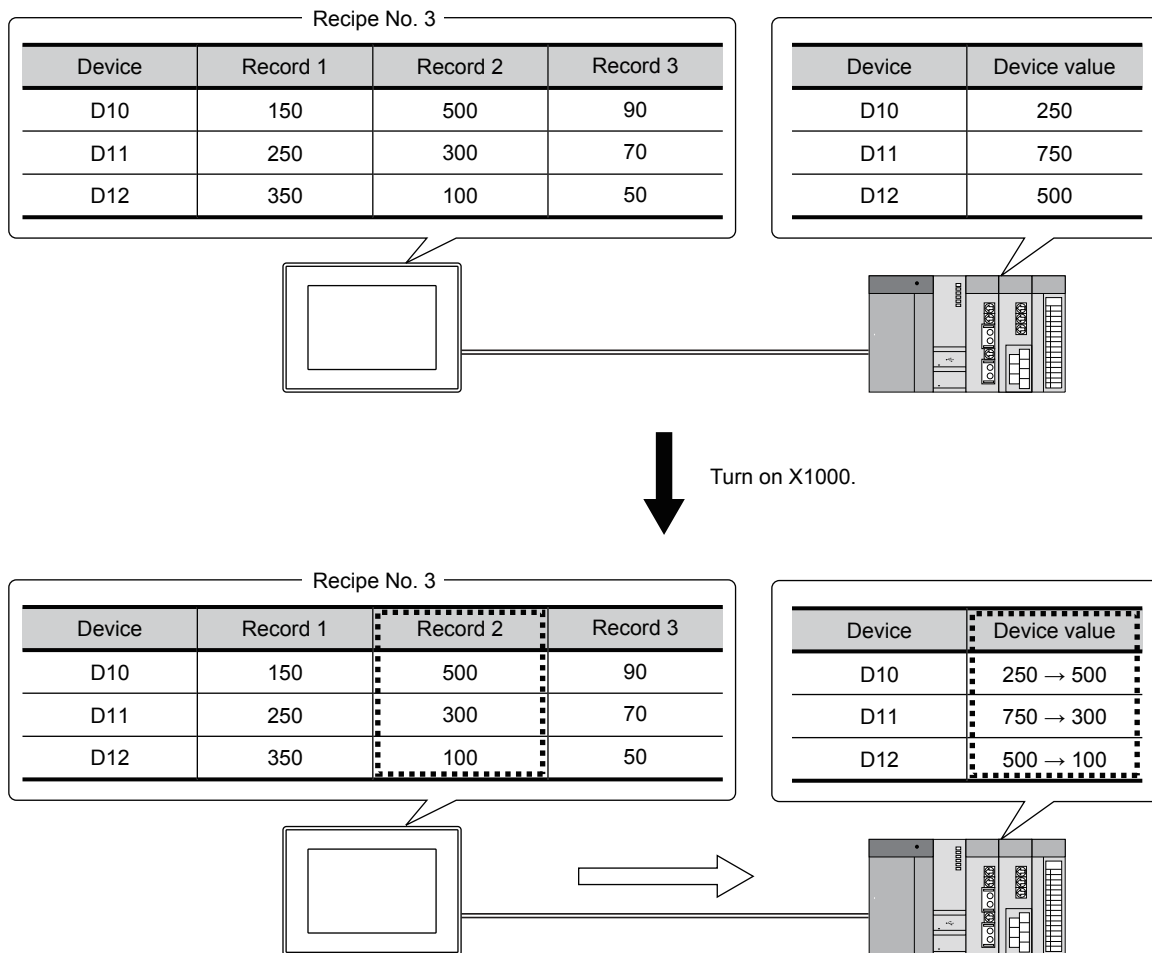 Recipe No. 3
Device Record 1 Record 2 Record 3
D10 150 500 90
D11 250 300 70
D12 350 100 50
Device Device value
D10 250
D11 750
D12 500
Turn on X1000.
Recipe No. 3
Device Record 1 Record 2 Record 3
D10 150 500 90
D11 250 300 70
D12 350 100 50
Device Device value
D10 250 → 500
D11 750 → 300
D12 500 → 100